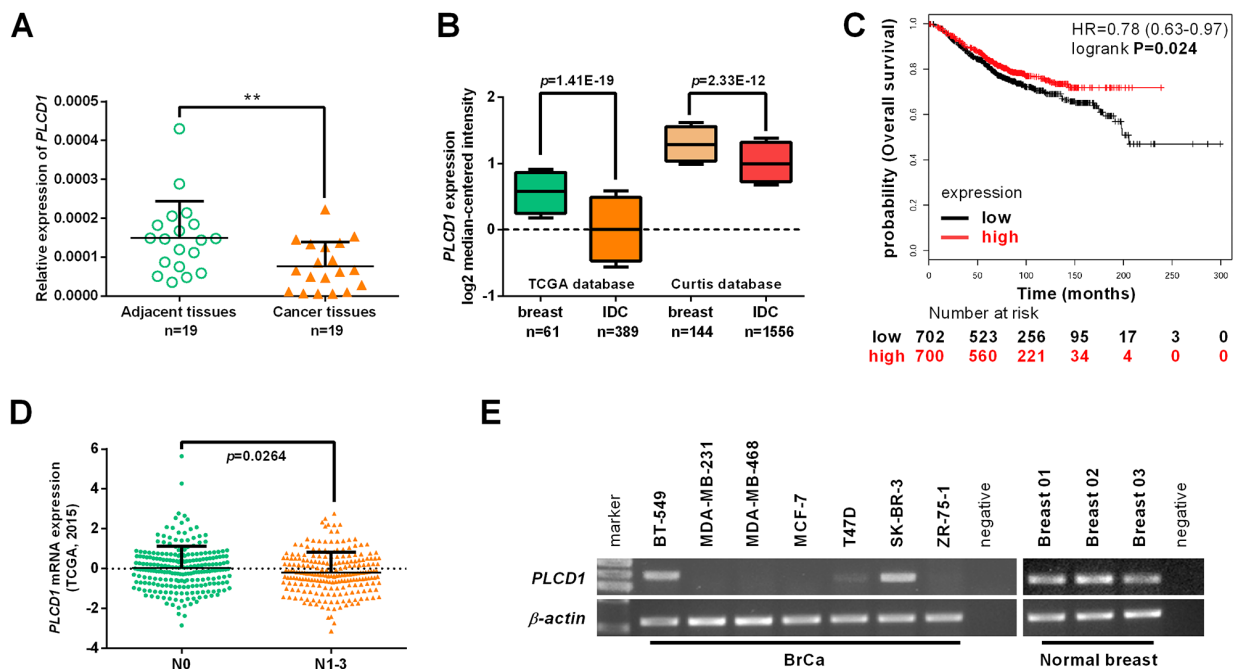 A
Relative expression of PLCD1
0.0005
0.0004
0.0003
0.0002
0.0001
0.0000
**
Adjacent tissues
n=19
Cancer tissues
n=19
B
PLCD1 expression
log2 median-centered intensity
2
1
0
-1
p=1.41E-19
p=2.33E-12
TCGA database
Curtis database
breast
n=61
IDC
n=389
breast
n=144
IDC
n=1556
C
probability (Overall survival)
1.0
0.8
0.6
0.4
0.2
0.0
HR=0.78 (0.63-0.97)
logrank P=0.024
expression
low
high
0 50 100 150 200 250 300
Time (months)
Number at risk
low 702 523 256 95 17 3 0
high 700 560 221 34 4 0 0
D
PLCD1 mRNA expression
(TCGA, 2015)
6
4
2
0
-2
-4
p=0.0264
N0
N1-3
E
marker
BT-549
MDA-MB-231
MDA-MB-468
MCF-7
T47D
SK-BR-3
ZR-75-1
negative
Breast 01
Breast 02
Breast 03
negative
PLCD1
β-actin
BrCa
Normal breast